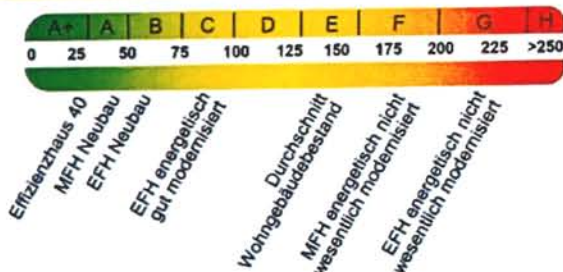 A+ A B C D E F G H
0 25 50 75 100 125 150 175 200 225 >250
Effizienzhaus 40
MFH Neubau
EFH Neubau
EFH energetisch
gut modernisiert
Durchschnitt
Wohngebäudebestand
MFH energetisch nicht
wesentlich modernisiert
EFH energetisch nicht
wesentlich modernisiert